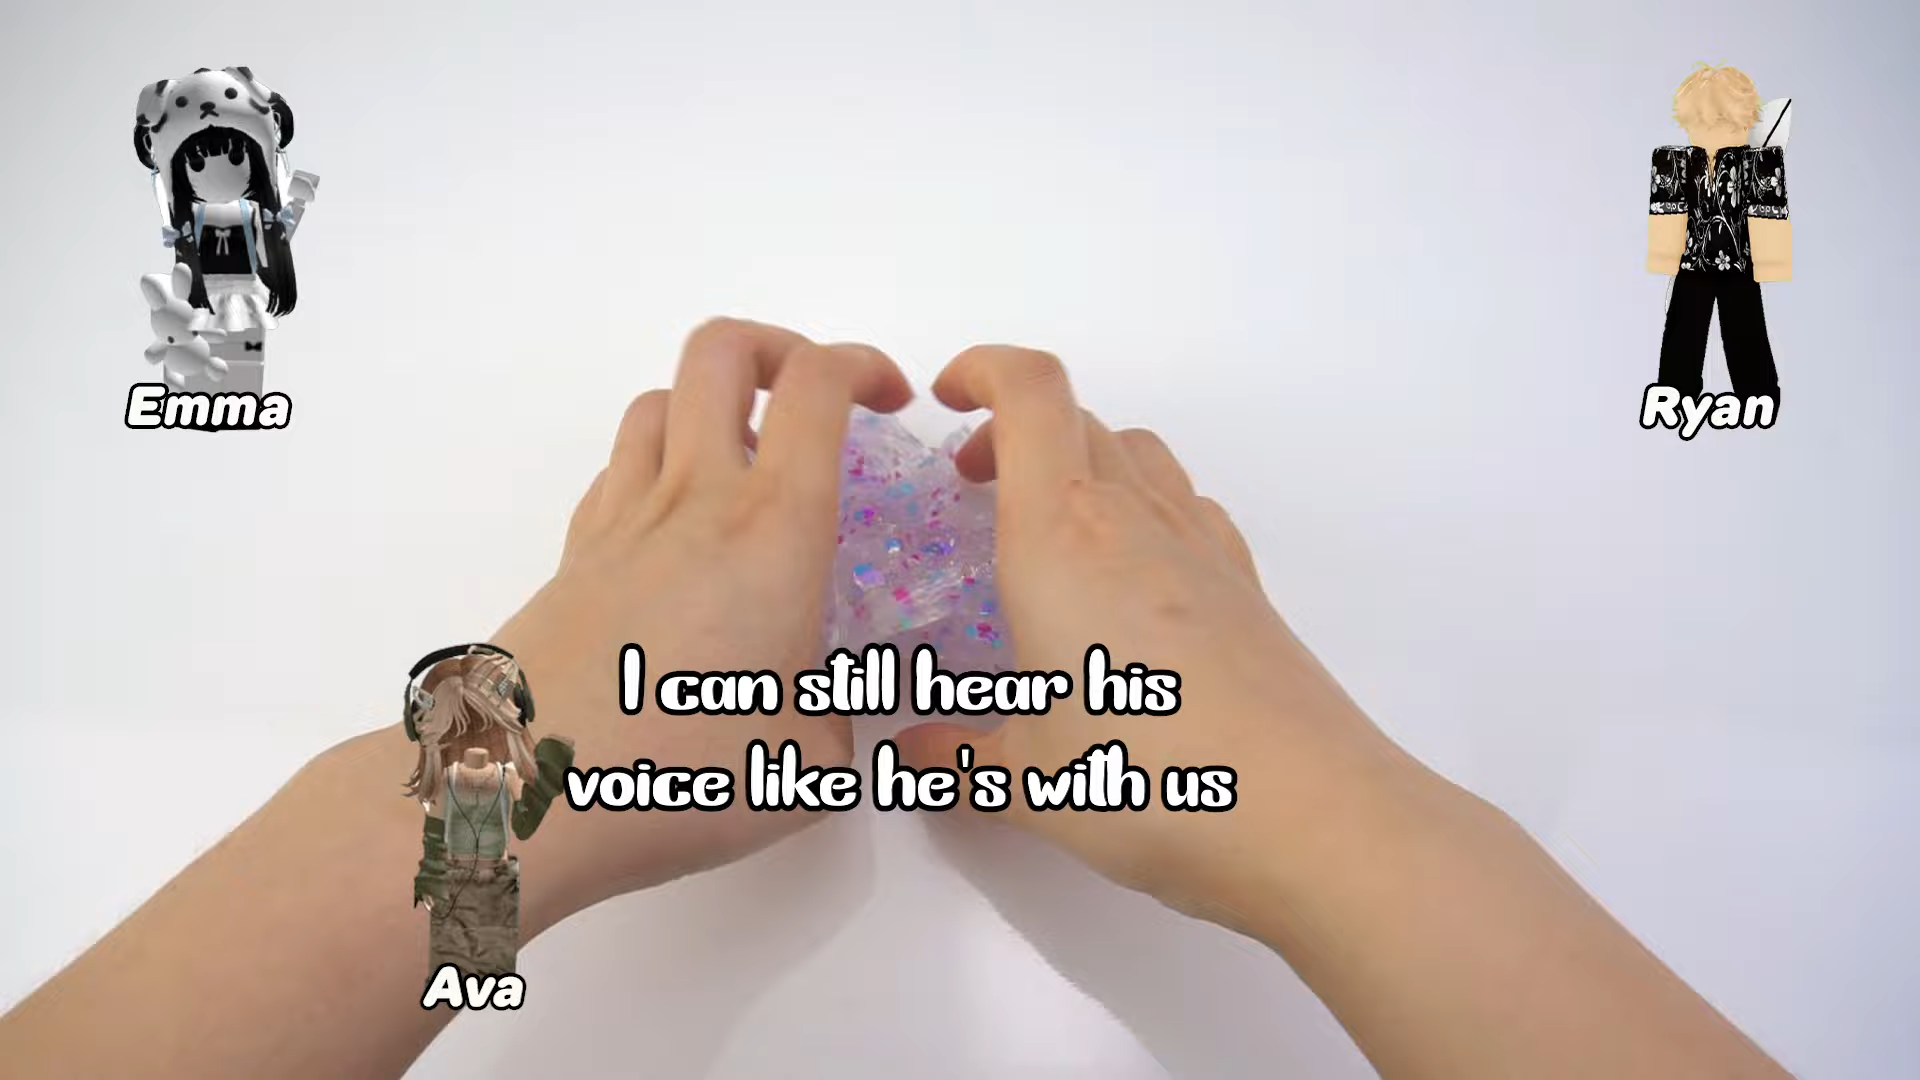 Emma
Ryan
I can still hear his
voice like he's with us
Ava